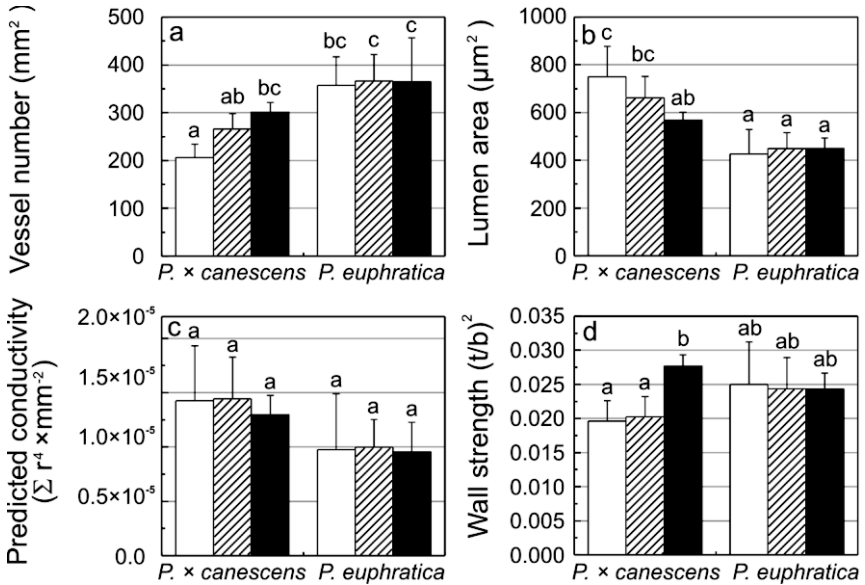 Vessel number (mm²)
500
400
300
200
100
0
a
a
ab
bc
bc
c
c
P. × canescens P. euphratica
Lumen area (µm²)
1000
800
600
400
600
0
b
c
bc
ab
a
a
a
P. × canescens P. euphratica
Predicted conductivity
(Σ r⁴ ×mm⁻²)
2.0×10⁻⁵
1.5×10⁻⁵
1.0×10⁻⁵
0.5×10⁻⁵
0.0
c
a
a
a
a
a
a
P. × canescens P. euphratica
Wall strength (t/b)²
0.035
0.030
0.025
0.020
0.015
0.010
0.005
0.000
d
a
a
b
ab
ab
ab
P. × canescens P. euphratica